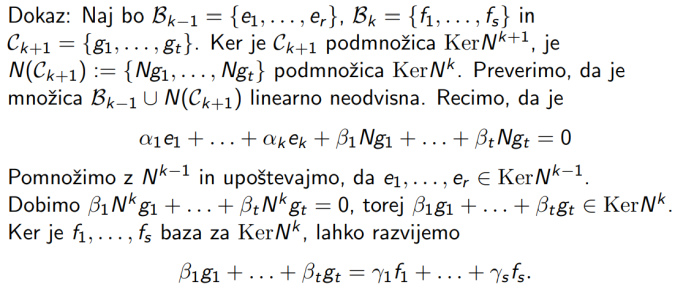 Dokaz: Naj bo $\mathcal{B}_{k-1} = \{e_1, \ldots, e_r\}$, $\mathcal{B}_k = \{f_1, \ldots, f_s\}$ in
$\mathcal{C}_{k+1} = \{g_1, \ldots, g_t\}$. Ker je $\mathcal{C}_{k+1}$ podmnožica $\mathrm{Ker} N^{k+1}$, je
$N(\mathcal{C}_{k+1}) := \{Ng_1, \ldots, Ng_t\}$ podmnožica $\mathrm{Ker} N^k$. Preverimo, da je
množica $\mathcal{B}_{k-1} \cup N(\mathcal{C}_{k+1})$ linearno neodvisna. Recimo, da je
$\alpha_1 e_1 + \ldots + \alpha_k e_k + \beta_1 Ng_1 + \ldots + \beta_t Ng_t = 0$
Pomnožimo z $N^{k-1}$ in upoštevajmo, da $e_1, \ldots, e_r \in \mathrm{Ker} N^{k-1}$.
Dobimo $\beta_1 N^k g_1 + \ldots + \beta_t N^k g_t = 0$, torej $\beta_1 g_1 + \ldots + \beta_t g_t \in \mathrm{Ker} N^k$.
Ker je $f_1, \ldots, f_s$ baza za $\mathrm{Ker} N^k$, lahko razvijemo
$\beta_1 g_1 + \ldots + \beta_t g_t = \gamma_1 f_1 + \ldots + \gamma_s f_s.$